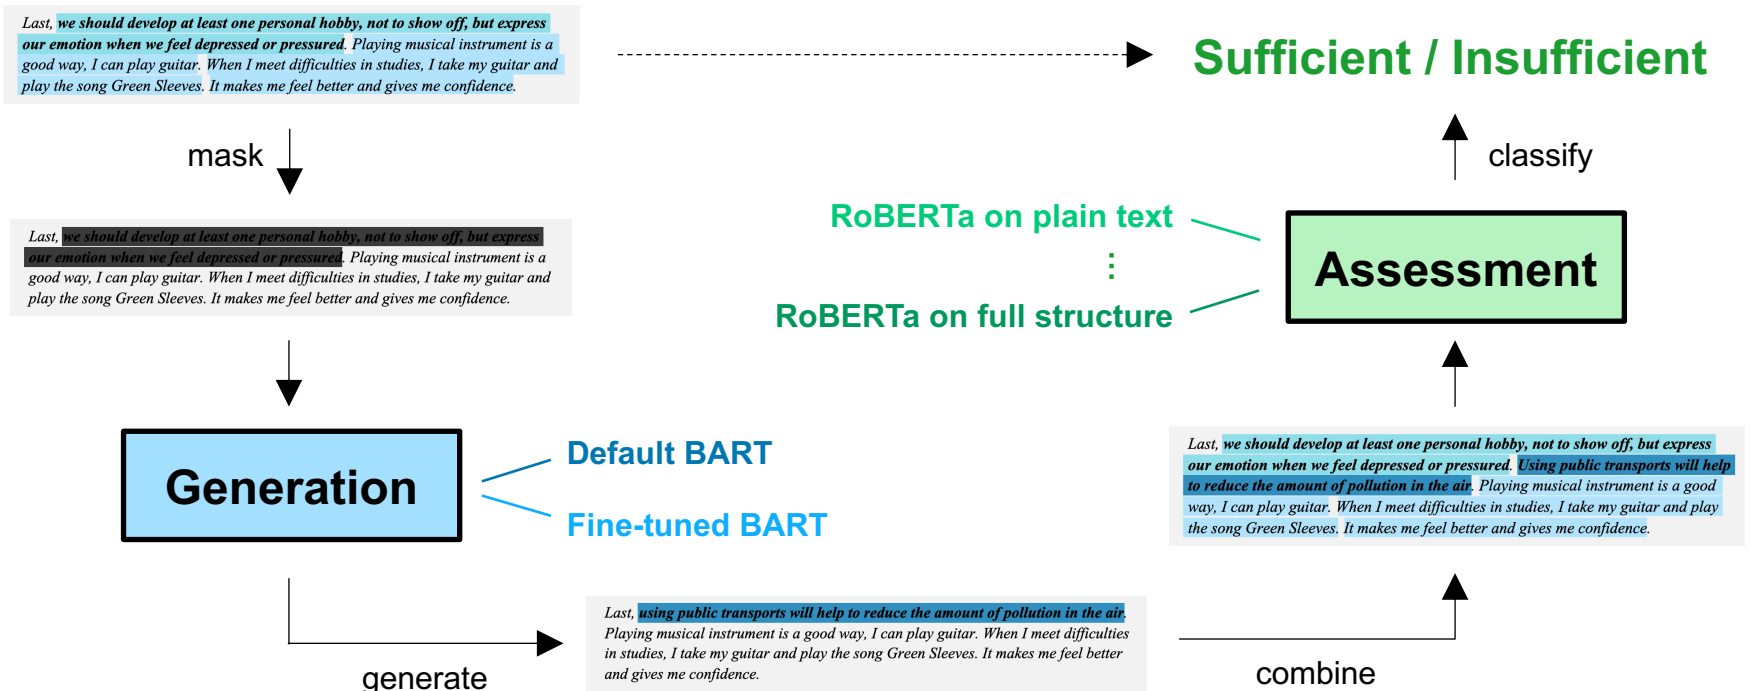 Last, we should develop at least one personal hobby, not to show off, but express
our emotion when we feel depressed or pressured. Playing musical instrument is a
good way, I can play guitar. When I meet difficulties in studies, I take my guitar and
play the song Green Sleeves. It makes me feel better and gives me confidence.
Sufficient / Insufficient
mask
classify
Last, we should develop at least one personal hobby, not to show off, but express
our emotion when we feel depressed or pressured. Playing musical instrument is a
good way, I can play guitar. When I meet difficulties in studies, I take my guitar and
play the song Green Sleeves. It makes me feel better and gives me confidence.
RoBERTa on plain text
⋮
RoBERTa on full structure
Assessment
Generation
Default BART
Fine-tuned BART
Last, we should develop at least one personal hobby, not to show off, but express
our emotion when we feel depressed or pressured. Using public transports will help
to reduce the amount of pollution in the air. Playing musical instrument is a good
way, I can play guitar. When I meet difficulties in studies, I take my guitar and play
the song Green Sleeves. It makes me feel better and gives me confidence.
generate
Last, using public transports will help to reduce the amount of pollution in the air.
Playing musical instrument is a good way, I can play guitar. When I meet difficulties
in studies, I take my guitar and play the song Green Sleeves. It makes me feel better
and gives me confidence.
combine